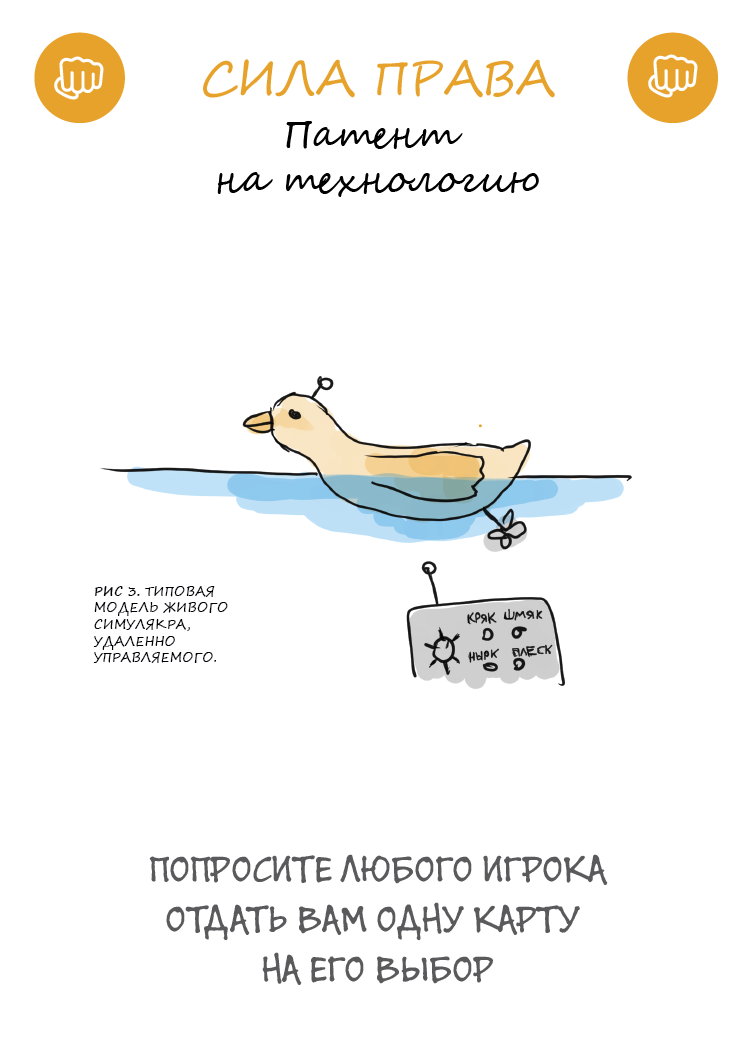 СИЛА ПРАВА
Патент
на технологию
РИС 3. ТИПОВАЯ
МОДЕЛЬ ЖИВОГО
СИМУЛЯКРА,
УДАЛЕННО
УПРАВЛЯЕМОГО.
КРЯК ШМЯК
НЫРК ПЛЕСК
ПОПРОСИТЕ ЛЮБОГО ИГРОКА
ОТДАТЬ ВАМ ОДНУ КАРТУ
НА ЕГО ВЫБОР